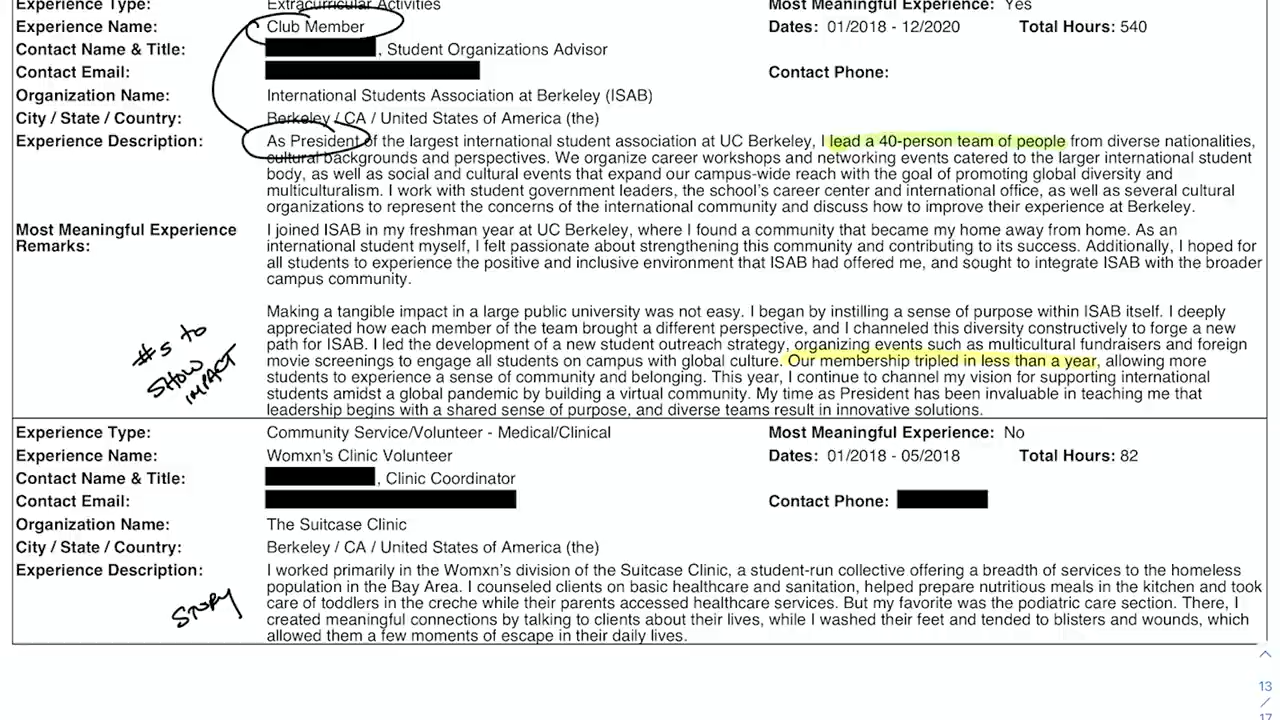 Experience Type: Extracurricular Activities Most Meaningful Experience: Yes
Experience Name: Club Member Dates: 01/2018 - 12/2020 Total Hours: 540
Contact Name & Title: , Student Organizations Advisor
Contact Email: Contact Phone:
Organization Name: International Students Association at Berkeley (ISAB)
City / State / Country: Berkeley / CA / United States of America (the)
Experience Description: As President of the largest international student association at UC Berkeley, I lead a 40-person team of people from diverse nationalities,
cultural backgrounds and perspectives. We organize career workshops and networking events catered to the larger international student
body, as well as social and cultural events that expand our campus-wide reach with the goal of promoting global diversity and
multiculturalism. I work with student government leaders, the school's career center and international office, as well as several cultural
organizations to represent the concerns of the international community and discuss how to improve their experience at Berkeley.
Most Meaningful Experience I joined ISAB in my freshman year at UC Berkeley, where I found a community that became my home away from home. As an
Remarks: international student myself, I felt passionate about strengthening this community and contributing to its success. Additionally, I hoped for
all students to experience the positive and inclusive environment that ISAB had offered me, and sought to integrate ISAB with the broader
campus community.
Making a tangible impact in a large public university was not easy. I began by instilling a sense of purpose within ISAB itself. I deeply
appreciated how each member of the team brought a different perspective, and I channeled this diversity constructively to forge a new
path for ISAB. I led the development of a new student outreach strategy, organizing events such as multicultural fundraisers and foreign
movie screenings to engage all students on campus with global culture. Our membership tripled in less than a year, allowing more
students to experience a sense of community and belonging. This year, I continue to channel my vision for supporting international
students amidst a global pandemic by building a virtual community. My time as President has been invaluable in teaching me that
leadership begins with a shared sense of purpose, and diverse teams result in innovative solutions.
#s to
SHOW
IMPACT
Experience Type: Community Service/Volunteer - Medical/Clinical Most Meaningful Experience: No
Experience Name: Womxn's Clinic Volunteer Dates: 01/2018 - 05/2018 Total Hours: 82
Contact Name & Title: , Clinic Coordinator
Contact Email: Contact Phone:
Organization Name: The Suitcase Clinic
City / State / Country: Berkeley / CA / United States of America (the)
Experience Description: I worked primarily in the Womxn's division of the Suitcase Clinic, a student-run collective offering a breadth of services to the homeless
population in the Bay Area. I counseled clients on basic healthcare and sanitation, helped prepare nutritious meals in the kitchen and took
care of toddlers in the creche while their parents accessed healthcare services. But my favorite was the podiatric care section. There, I
created meaningful connections by talking to clients about their lives, while I washed their feet and tended to blisters and wounds, which
allowed them a few moments of escape in their daily lives.
STORY
13
/
17